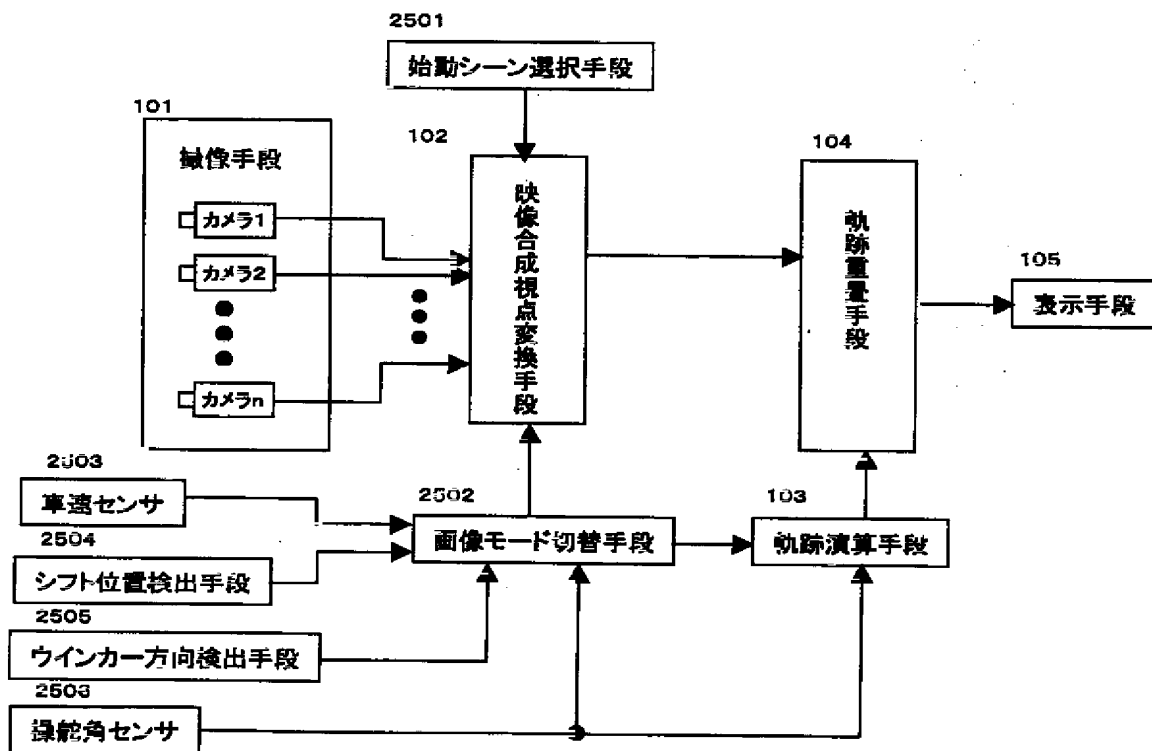 2501
始動シーン選択手段
101
撮像手段
カメラ1
カメラ2
カメラn
102
映像合成視点変換手段
104
軌跡重畳手段
105
表示手段
2503
車速センサ
2504
シフト位置検出手段
2505
ウインカー方向検出手段
2506
操舵角センサ
2502
画像モード切替手段
103
軌跡演算手段